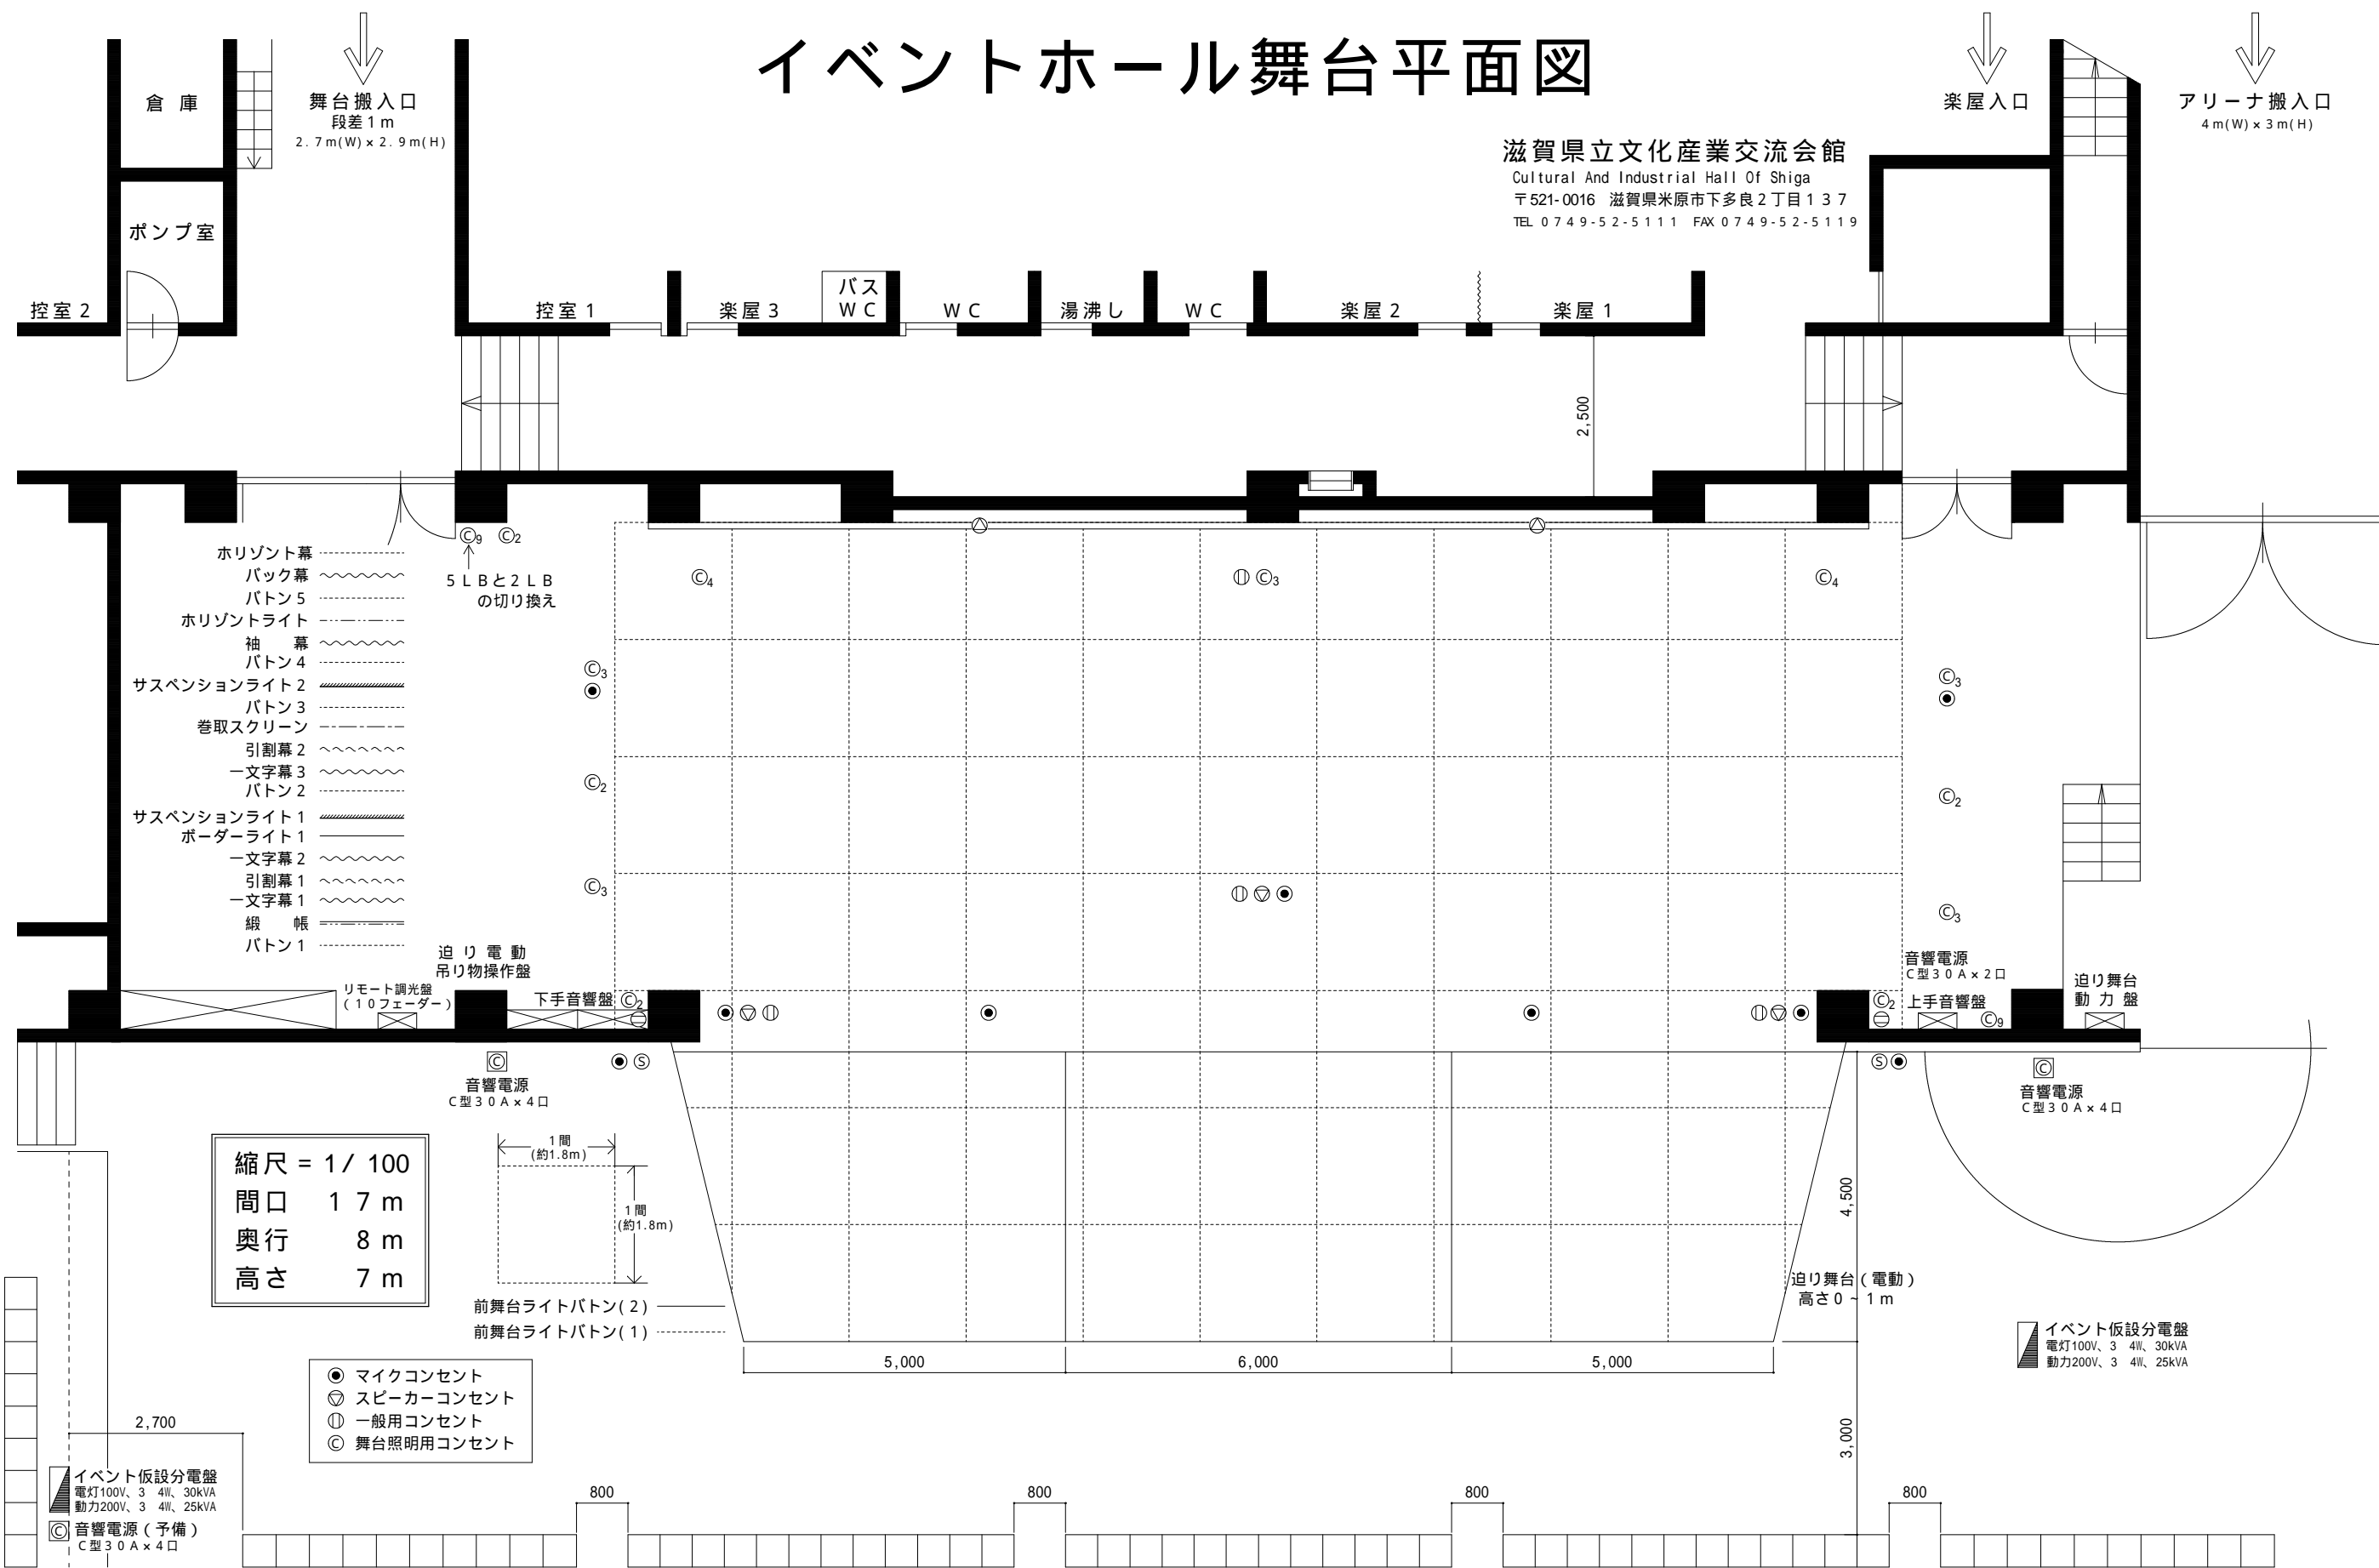 イベントホール舞台平面図
倉 庫
舞台搬入口
段差１ｍ
2.7m(W)×2.9m(H)
楽屋入口
アリーナ搬入口
4m(W)×3m(H)
滋賀県立文化産業交流会館
Cultural And Industrial Hall Of Shiga
〒521-0016 滋賀県米原市下多良２丁目１３７
TEL 0749-52-5111 FAX 0749-52-5119
ポンプ室
控室２
控室１
楽屋３
バス
ＷＣ
ＷＣ
湯沸し
ＷＣ
楽屋２
楽屋１
2,500
ホリゾント幕
バック幕
バトン５
ホリゾントライト
袖 幕
バトン４
サスペンションライト２
バトン３
巻取スクリーン
引割幕２
一文字幕３
バトン２
サスペンションライト１
ボーダーライト１
一文字幕２
引割幕１
一文字幕１
緞 帳
バトン１
Ⓒ9 Ⓒ2
５ＬＢと２ＬＢ
の切り換え
Ⓒ4
Ⓒ3
Ⓒ4
Ⓒ3
Ⓒ3
Ⓒ2
Ⓒ2
Ⓒ3
Ⓒ3
迫り電動
吊り物操作盤
リモート調光盤
(１０フェーダー)
下手音響盤 Ⓒ2
音響電源
Ｃ型３０Ａ×２口
Ⓒ2 上手音響盤
Ⓒ9
迫り舞台
動力盤
Ⓒ
音響電源
Ｃ型３０Ａ×４口
Ⓢ
Ⓢ
Ⓒ
音響電源
Ｃ型３０Ａ×４口
縮尺＝1/100
間口 １７ｍ
奥行 ８ｍ
高さ ７ｍ
１間
(約1.8m)
１間
(約1.8m)
前舞台ライトバトン(２)
前舞台ライトバトン(１)
4,500
迫り舞台（電動）
高さ０~１ｍ
5,000
6,000
5,000
イベント仮設分電盤
電灯100V、3 4W、30kVA
動力200V、3 4W、25kVA
マイクコンセント
スピーカーコンセント
一般用コンセント
Ⓒ 舞台照明用コンセント
2,700
3,000
イベント仮設分電盤
電灯100V、3 4W、30kVA
動力200V、3 4W、25kVA
Ⓒ 音響電源（予備）
Ｃ型３０Ａ×４口
800
800
800
800